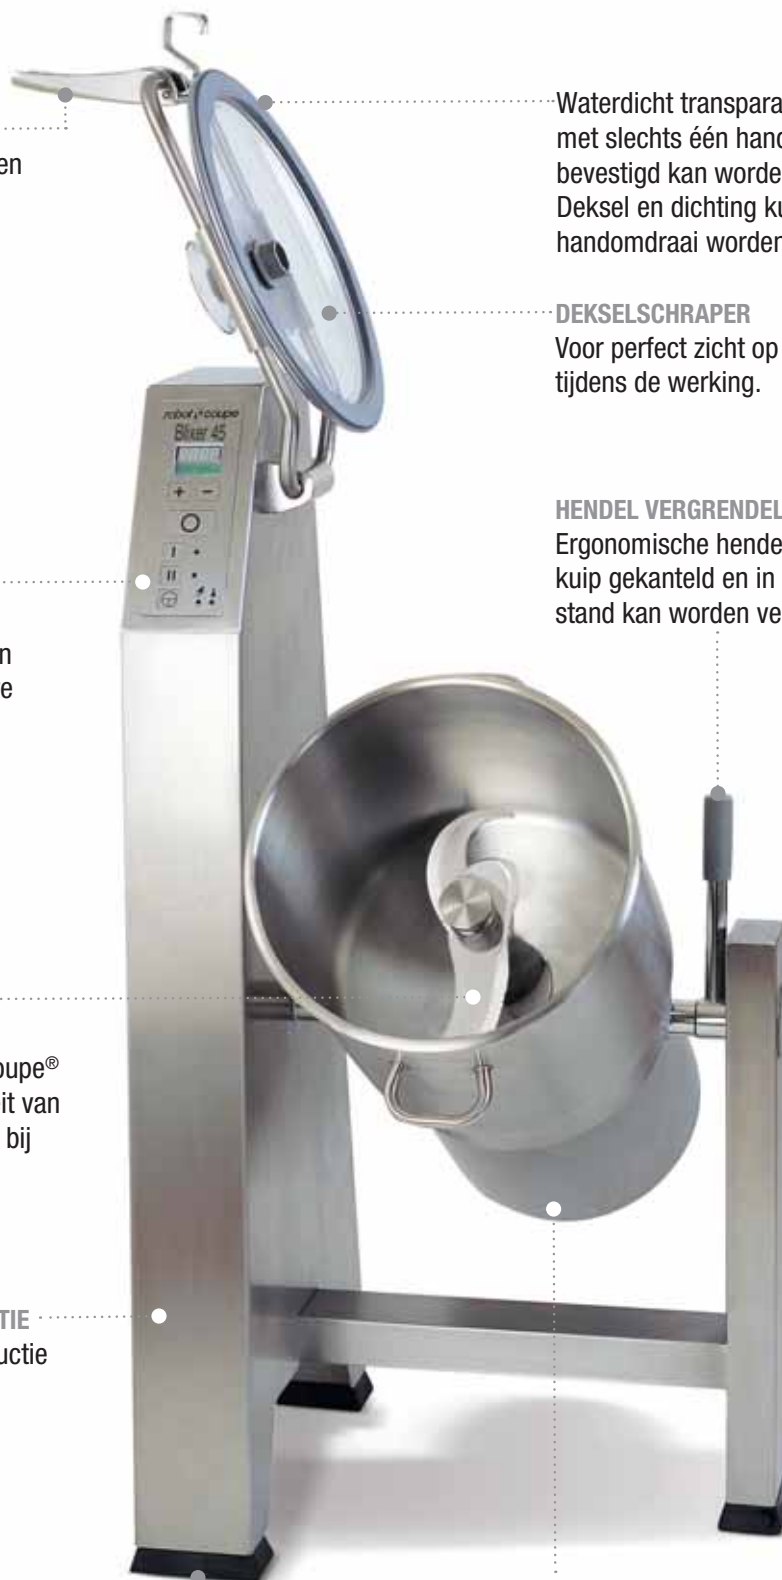 en
n
e
oupe®
it van
bij
TIE
uctie
robot coupe
Blixer 45
+ −
I
II
Waterdicht transpara
met slechts één hand
bevestigd kan worde
Deksel en dichting ku
handomdraai worden
DEKSELSCHRAPER
Voor perfect zicht op
tijdens de werking.
HENDEL VERGRENDEL
Ergonomische hende
kuip gekanteld en in
stand kan worden ve